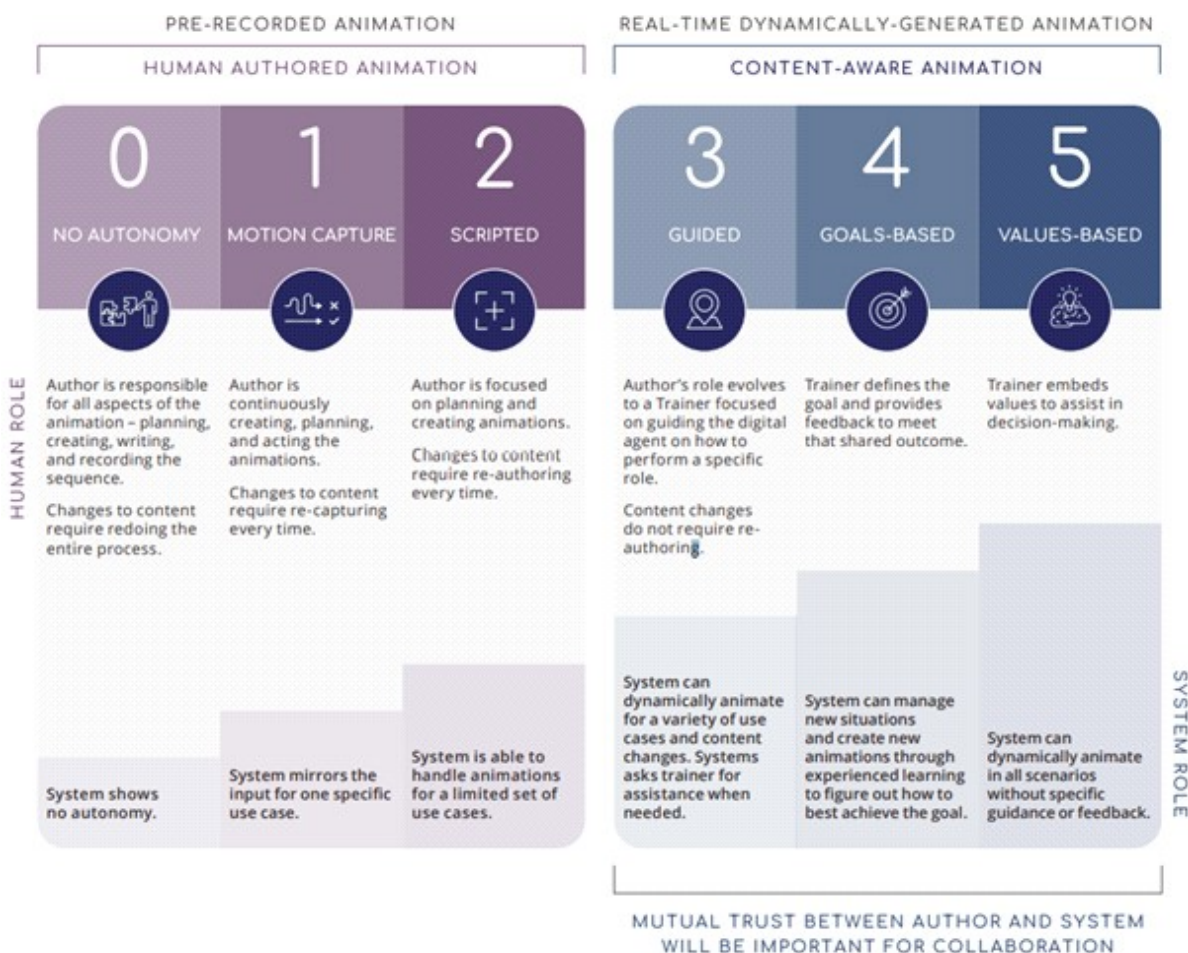 PRE-RECORDED ANIMATION
HUMAN AUTHORED ANIMATION
REAL-TIME DYNAMICALLY-GENERATED ANIMATION
CONTENT-AWARE ANIMATION
0
NO AUTONOMY
1
MOTION CAPTURE
2
SCRIPTED
3
GUIDED
4
GOALS-BASED
5
VALUES-BASED
HUMAN ROLE
Author is responsible
for all aspects of the
animation – planning,
creating, writing,
and recording the
sequence.
Changes to content
require redoing the
entire process.
Author is
continuously
creating, planning,
and acting the
animations.
Changes to content
require re-capturing
every time.
Author is focused
on planning and
creating animations.
Changes to content
require re-authoring
every time.
Author's role evolves
to a Trainer focused
on guiding the digital
agent on how to
perform a specific
role.
Content changes
do not require re-
authoring.
Trainer defines the
goal and provides
feedback to meet
that shared outcome.
Trainer embeds
values to assist in
decision-making.
System shows
no autonomy.
System mirrors the
input for one specific
use case.
System is able to
handle animations
for a limited set of
use cases.
System can
dynamically animate
for a variety of use
cases and content
changes. Systems
asks trainer for
assistance when
needed.
System can manage
new situations
and create new
animations through
experienced learning
to figure out how to
best achieve the goal.
System can
dynamically animate
in all scenarios
without specific
guidance or feedback.
SYSTEM ROLE
MUTUAL TRUST BETWEEN AUTHOR AND SYSTEM
WILL BE IMPORTANT FOR COLLABORATION